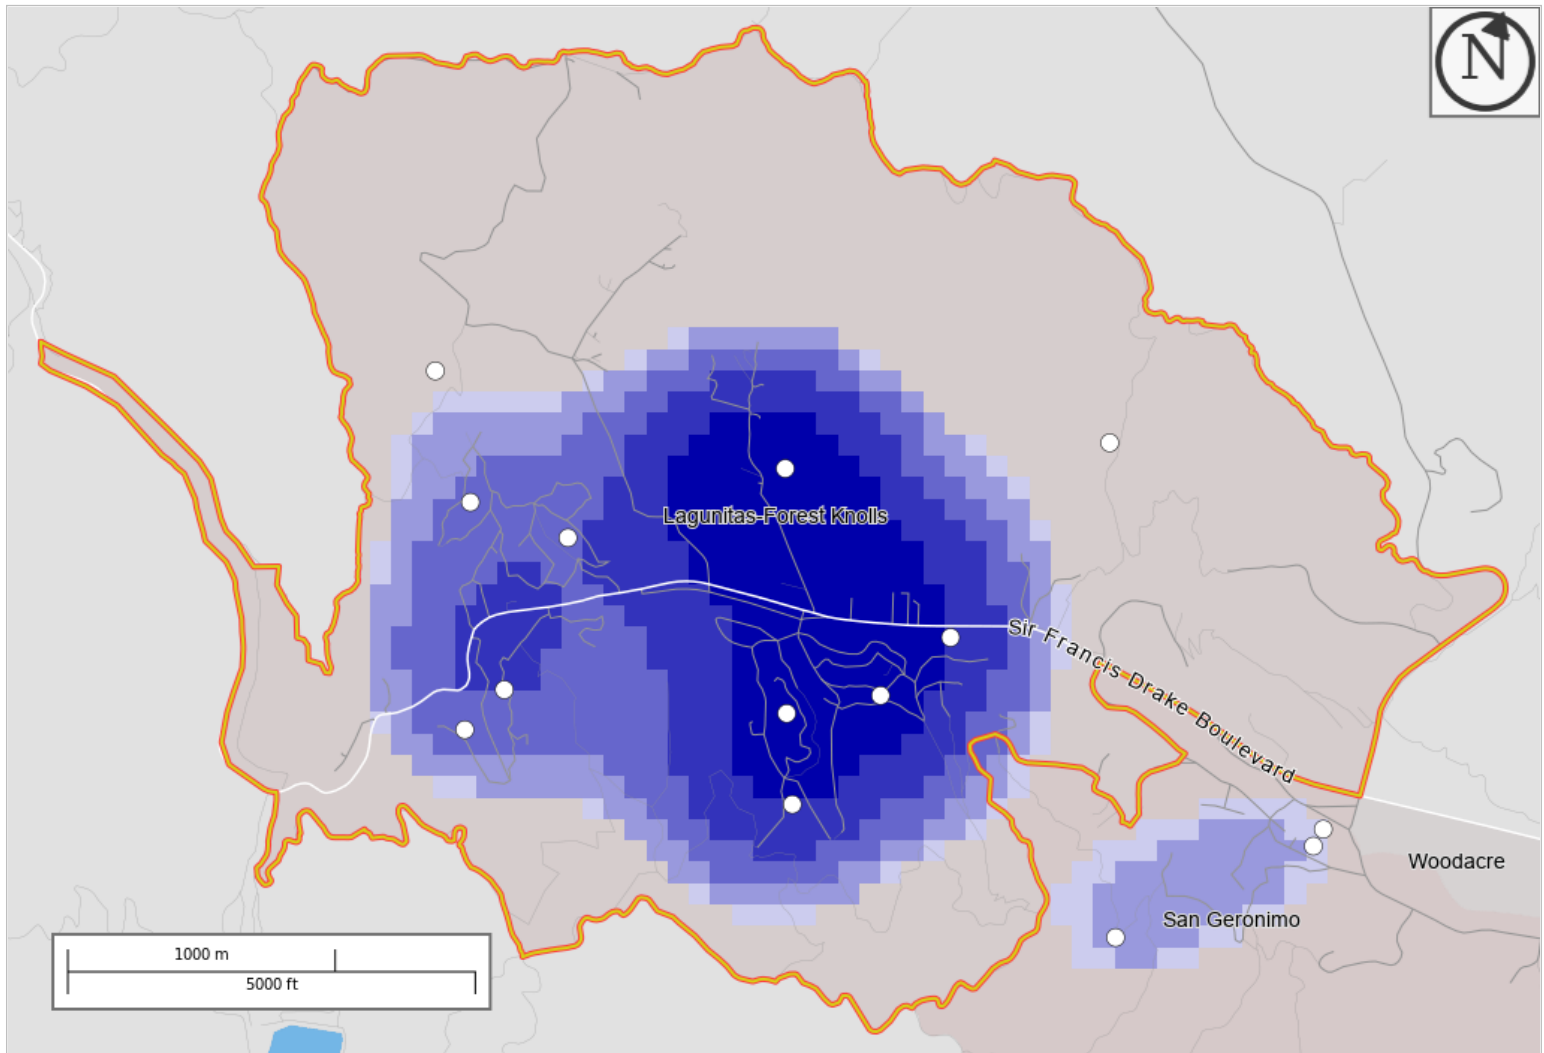 N
Lagunitas-Forest Knolls
Sir Francis Drake Boulevard
Woodacre
San Geronimo
1000 m
5000 ft